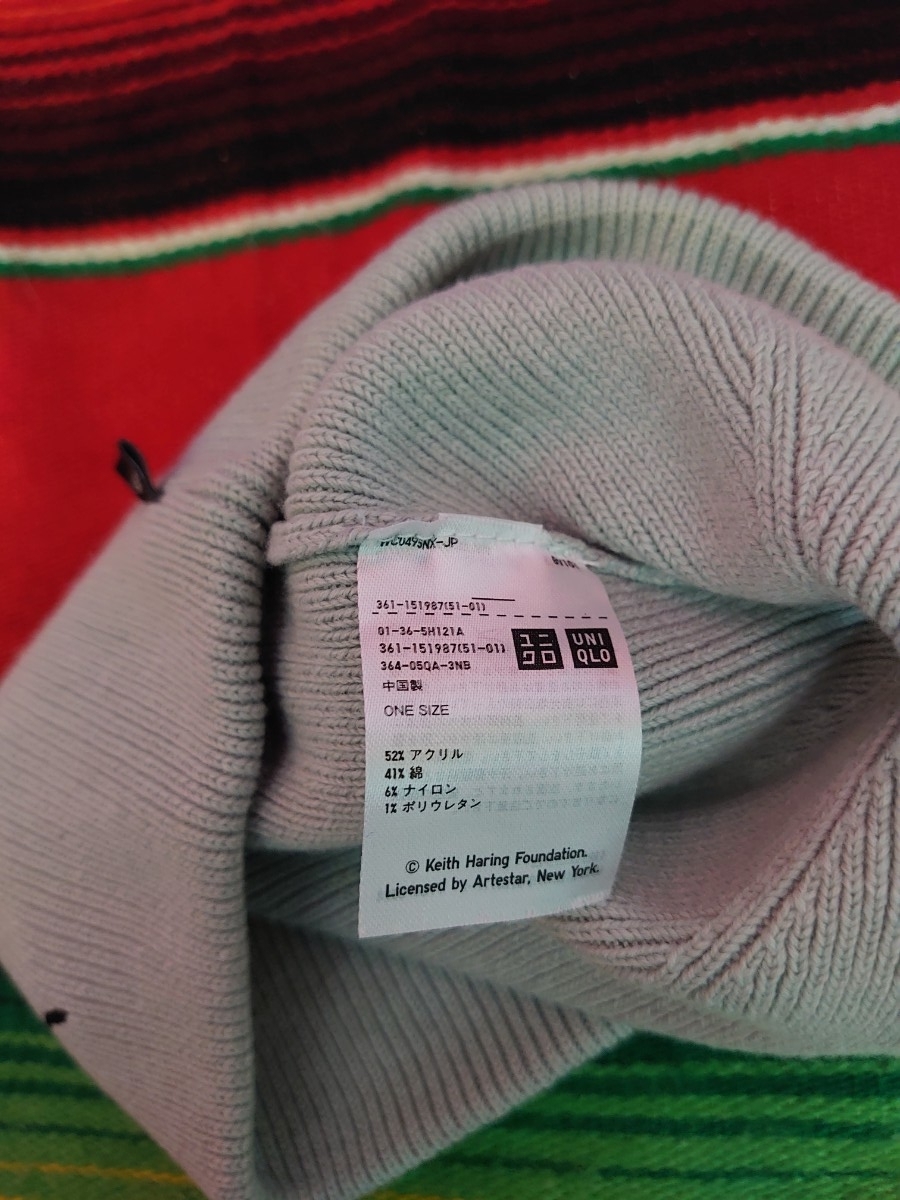 361-151987(51-01)
01-36-5H121A
361-151987(51-01)
364-05QA-3NB
ユニ
クロ
UNI
QLO
中国製
ONE SIZE
52% アクリル
41% 綿
6% ナイロン
1% ポリウレタン
© Keith Haring Foundation.
Licensed by Artestar, New York.